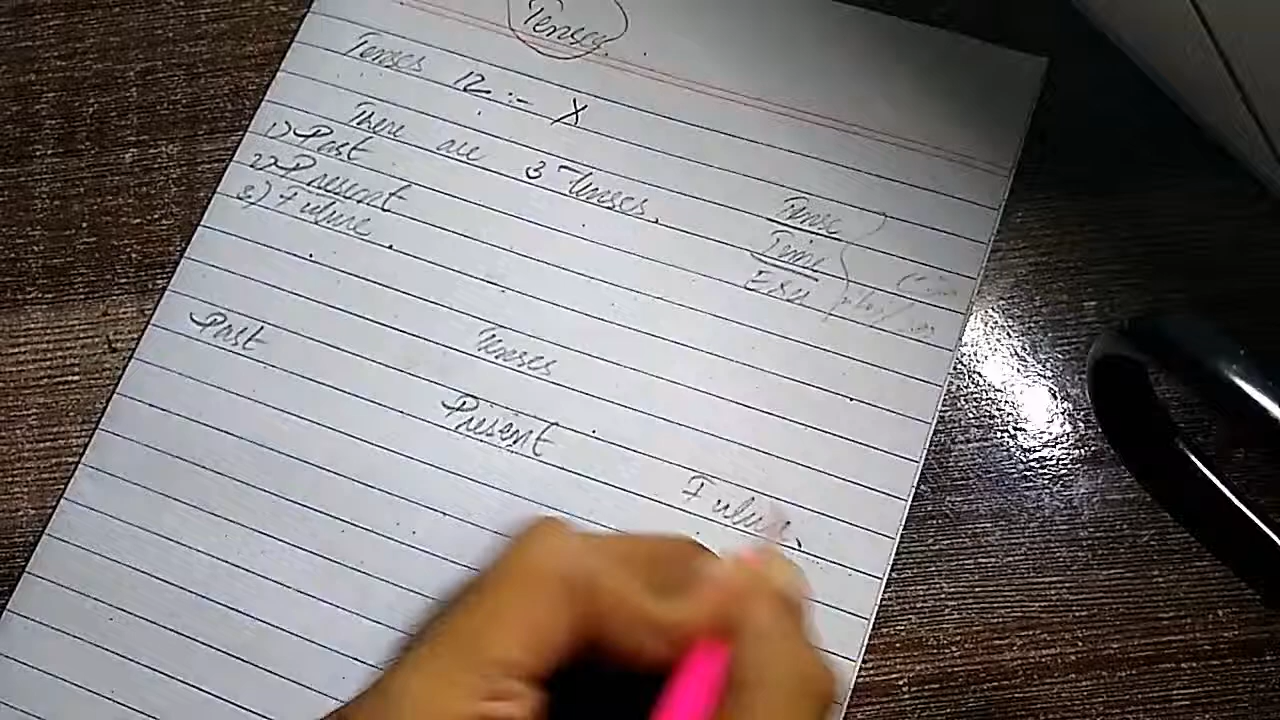 Tenses
Tenses 12 :- X
There are 3 Tenses.
1) Past
2) Present
3) Future.
Tense
Time
Tenses
Past
Present
Future